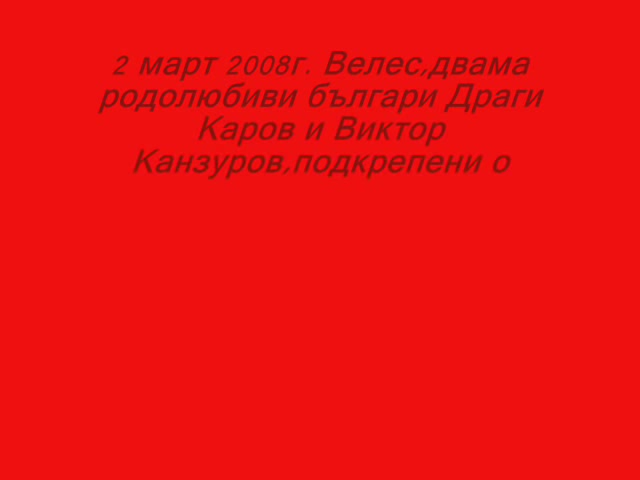 2 март 2008г. Велес,двама
родолюбиви българи Драги
Каров и Виктор
Канзуров,подкрепени о